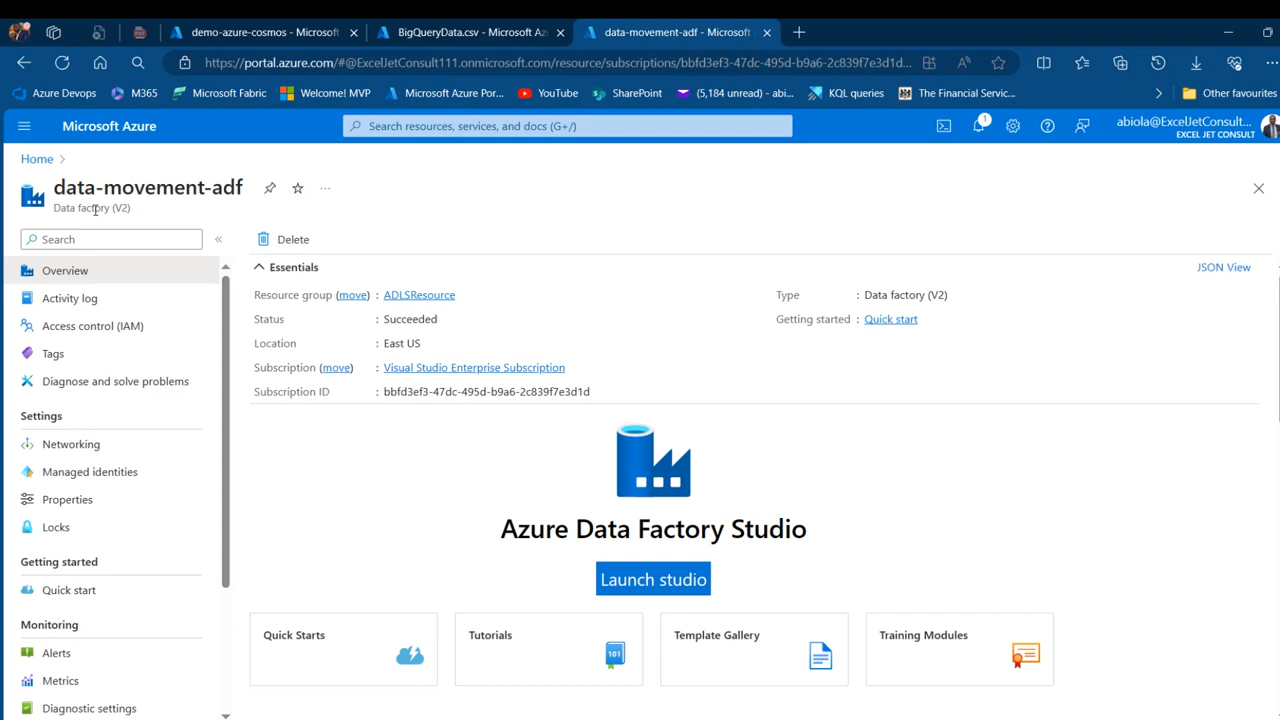 demo-azure-cosmos - Microsoft
BigQueryData.csv - Microsoft Az
data-movement-adf - Microsoft
https://portal.azure.com/#@ExcelJetConsult111.onmicrosoft.com/resource/subscriptions/bbfd3ef3-47dc-495d-b9a6-2c839f7e3d1d...
Azure Devops
M365
Microsoft Fabric
Welcome! MVP
Microsoft Azure Por...
YouTube
SharePoint
(5,184 unread) - abi...
KQL queries
The Financial Servic...
Other favourites
Microsoft Azure
Search resources, services, and docs (G+/)
1
abiola@ExcelJetConsult...
EXCEL JET CONSULT
Home
data-movement-adf
Data factory (V2)
Search
Delete
Overview
Activity log
Access control (IAM)
Tags
Diagnose and solve problems
Settings
Networking
Managed identities
Properties
Locks
Getting started
Quick start
Monitoring
Alerts
Metrics
Diagnostic settings
Essentials
JSON View
Resource group (move) : ADLSResource
Status : Succeeded
Location : East US
Subscription (move) : Visual Studio Enterprise Subscription
Subscription ID : bbfd3ef3-47dc-495d-b9a6-2c839f7e3d1d
Type : Data factory (V2)
Getting started : Quick start
Azure Data Factory Studio
Launch studio
Quick Starts
Tutorials
101
Template Gallery
Training Modules